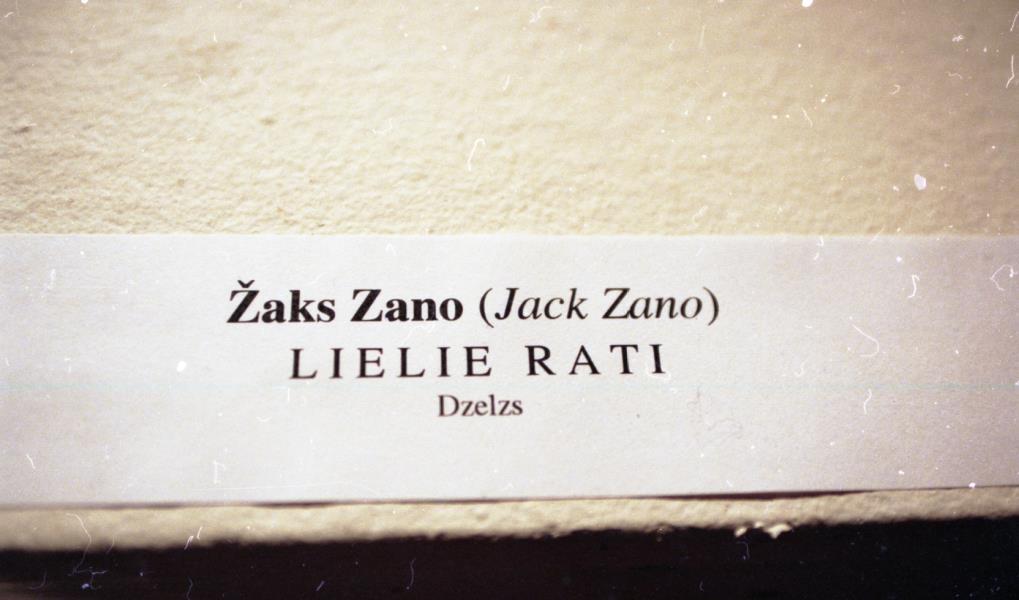 Žaks Zano (Jack Zano)
LIELIE RATI
Dzelzs